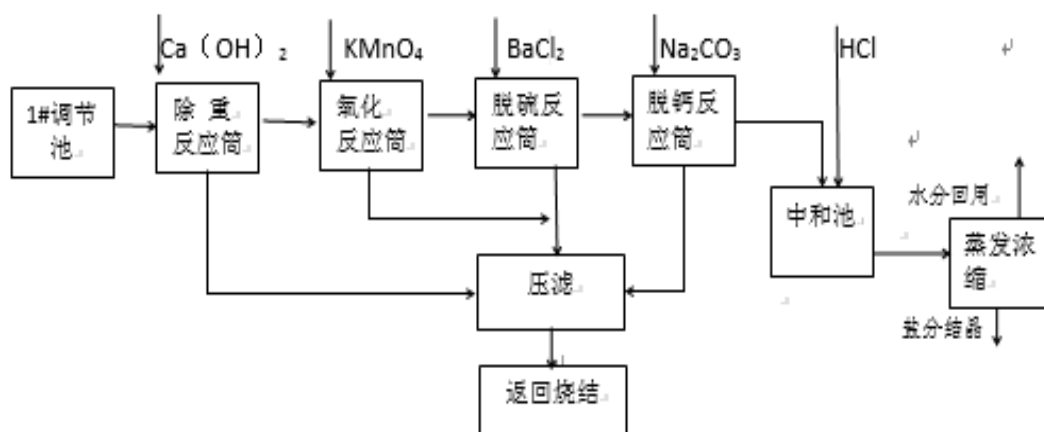 Ca（OH）₂
KMnO₄
BaCl₂
Na₂CO₃
HCl
1#调节
池
除 重
反应筒
氧化
反应筒
脱硫反
应筒
脱钙反
应筒
中和池
水分回用
蒸发浓
缩
盐分结晶
压滤
返回烧结